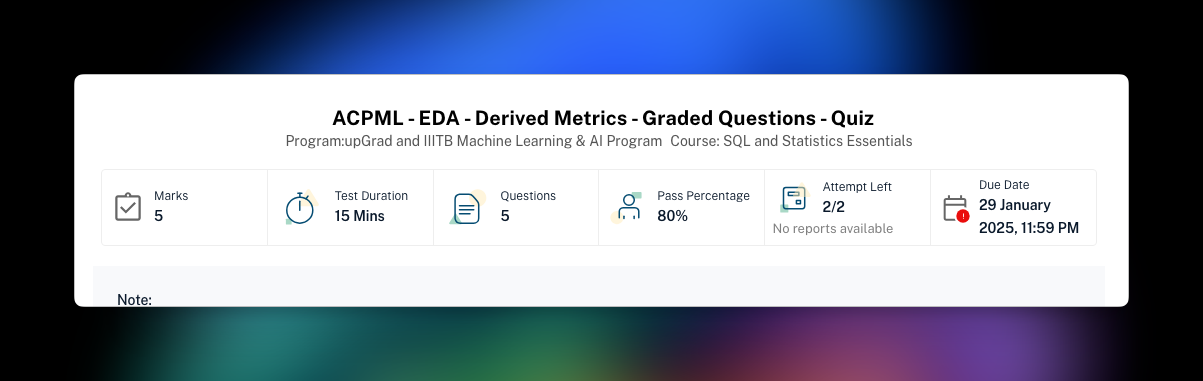 ACPML - EDA - Derived Metrics - Graded Questions - Quiz
Program:upGrad and IIITB Machine Learning & AI Program  Course: SQL and Statistics Essentials
Marks
5
Test Duration
15 Mins
Questions
5
Pass Percentage
80%
Attempt Left
2/2
No reports available
Due Date
29 January
2025, 11:59 PM
Note: